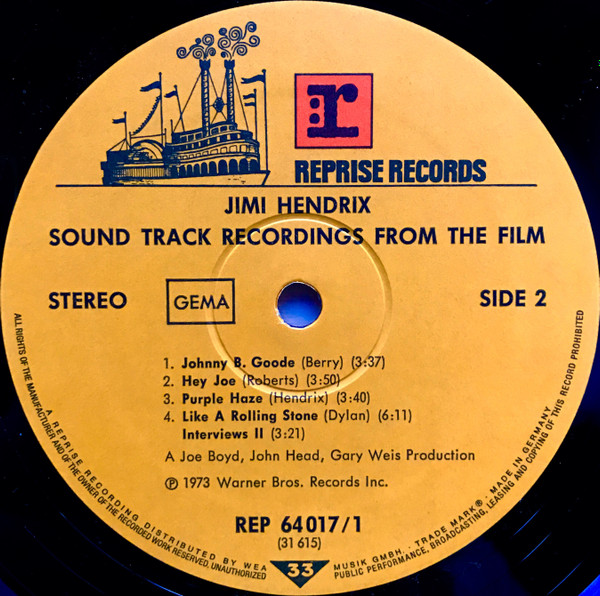 r
REPRISE RECORDS
JIMI HENDRIX
SOUND TRACK RECORDINGS FROM THE FILM
STEREO
GEMA
SIDE 2
1. Johnny B. Goode (Berry) (3:37)
2. Hey Joe (Roberts) (3:50)
3. Purple Haze (Hendrix) (3:40)
4. Like A Rolling Stone (Dylan) (6:11)
Interviews II (3:21)
A Joe Boyd, John Head, Gary Weis Production
℗ 1973 Warner Bros. Records Inc.
REP 64017/1
(31 615)
33
A REPRISE RECORDING DISTRIBUTED BY WEA MUSIK GMBH. · TRADE MARK® · MADE IN GERMANY
ALL RIGHTS OF THE MANUFACTURER AND OF THE OWNER OF THE RECORDED WORK RESERVED, UNAUTHORIZED PUBLIC PERFORMANCE, BROADCASTING, LEASING AND COPYING OF THIS RECORD PROHIBITED